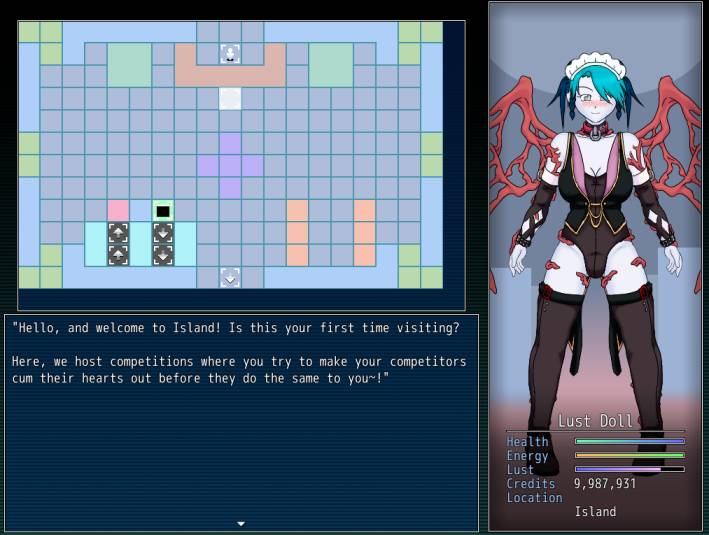 "Hello, and welcome to Island! Is this your first time visiting?
Here, we host competitions where you try to make your competitors
cum their hearts out before they do the same to you~!"
Lust Doll
Health
Energy
Lust
Credits 9,987,931
Location
Island